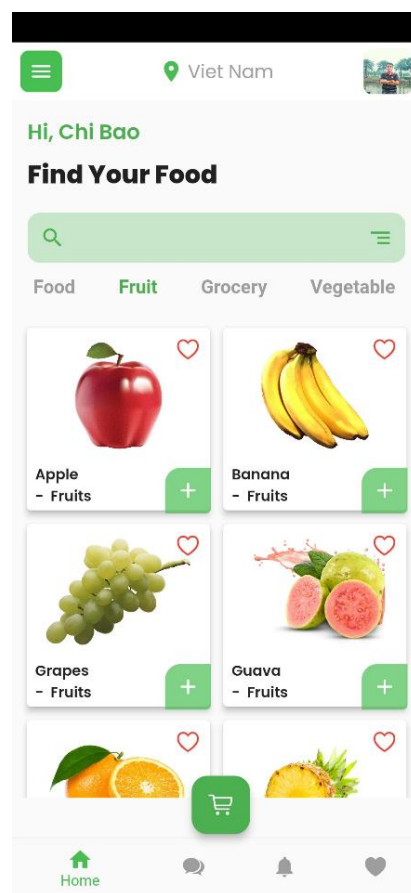 Viet Nam
Hi, Chi Bao
Find Your Food
Food Fruit Grocery Vegetable
Apple
- Fruits
Banana
- Fruits
Grapes
- Fruits
Guava
- Fruits
Home